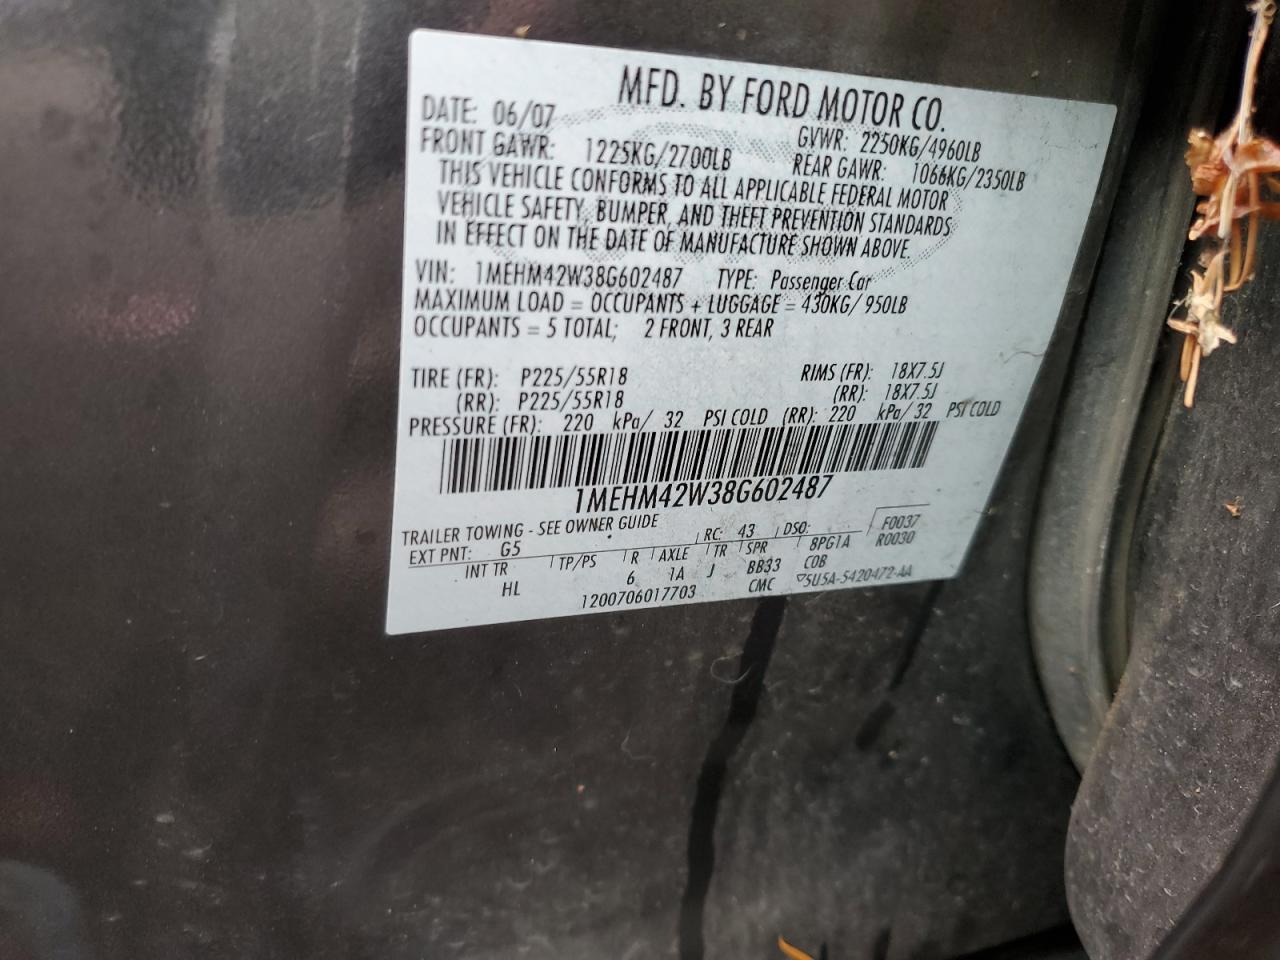 MFD. BY FORD MOTOR CO.
DATE: 06/07 GVWR: 2250KG/4960LB
FRONT GAWR: 1225KG/2700LB REAR GAWR: 1066KG/2350LB
THIS VEHICLE CONFORMS TO ALL APPLICABLE FEDERAL MOTOR
VEHICLE SAFETY, BUMPER, AND THEFT PREVENTION STANDARDS
IN EFFECT ON THE DATE OF MANUFACTURE SHOWN ABOVE.
VIN: 1MEHM42W38G602487 TYPE: Passenger Car
MAXIMUM LOAD = OCCUPANTS + LUGGAGE = 430KG/ 950LB
OCCUPANTS = 5 TOTAL; 2 FRONT, 3 REAR
TIRE (FR): P225/55R18 RIMS (FR): 18X7.5J
(RR): P225/55R18 (RR): 18X7.5J
PRESSURE (FR): 220 kPa/ 32 PSI COLD (RR): 220 kPa/ 32 PSI COLD
1MEHM42W38G602487
TRAILER TOWING - SEE OWNER GUIDE
EXT PNT: G5 RC: 43 DSO: F0037
INT TR TP/PS R AXLE TR SPR 8PG1A R0030
HL 6 1A J BB33 COB
1200706017703 CMC ▽5U5A-5420472-AA